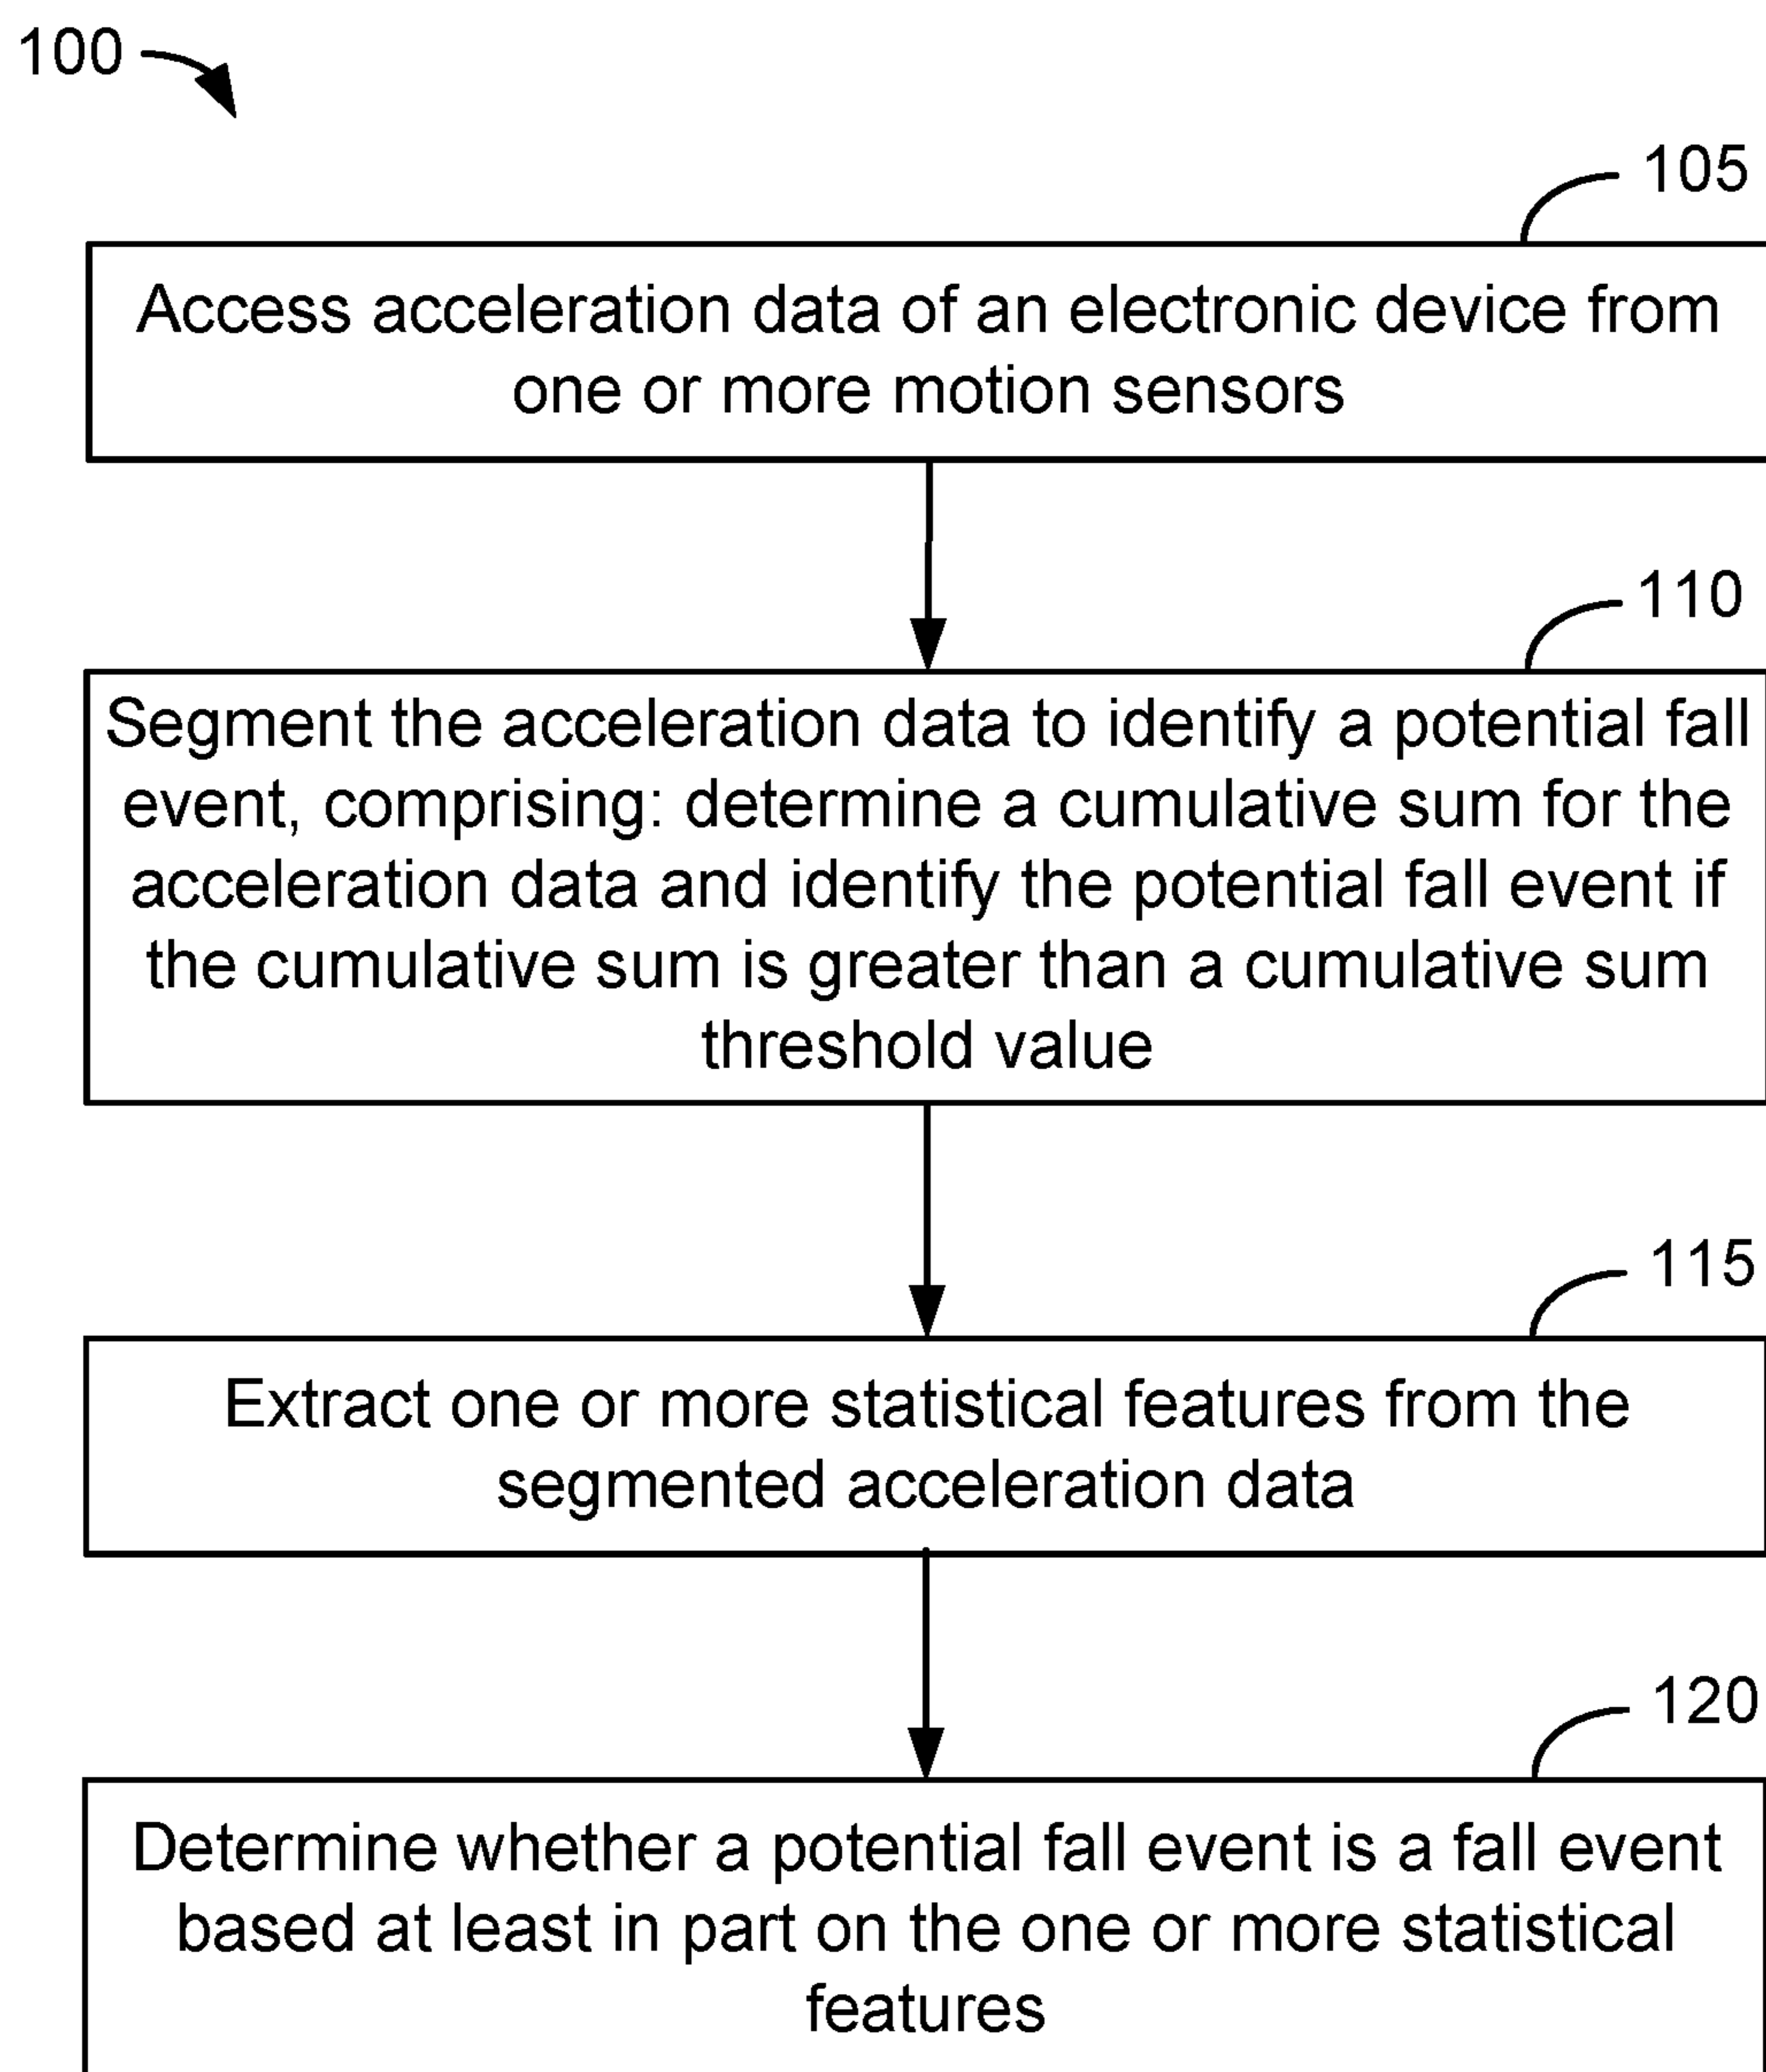 100
105
Access acceleration data of an electronic device from
one or more motion sensors
110
Segment the acceleration data to identify a potential fall
event, comprising: determine a cumulative sum for the
acceleration data and identify the potential fall event if
the cumulative sum is greater than a cumulative sum
threshold value
115
Extract one or more statistical features from the
segmented acceleration data
120
Determine whether a potential fall event is a fall event
based at least in part on the one or more statistical
features